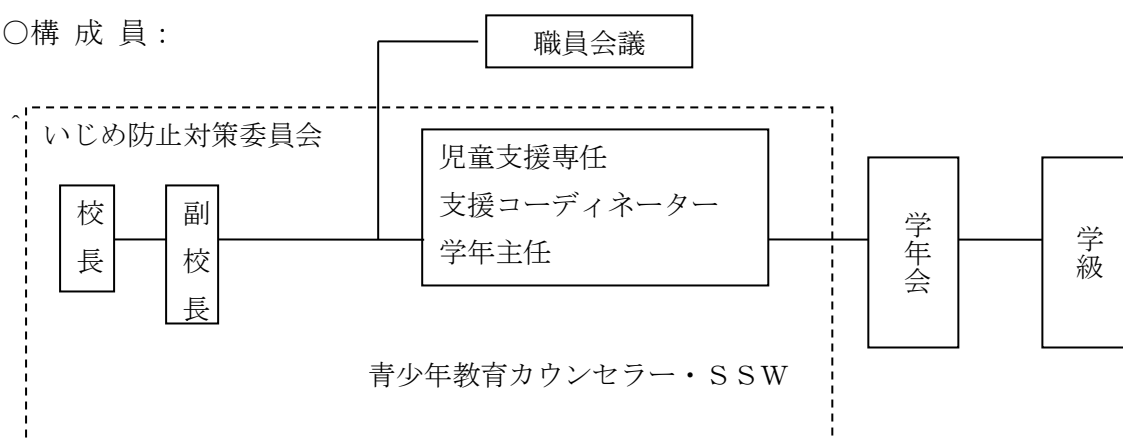 ○構 成 員：
職員会議
いじめ防止対策委員会
校長
副校長
児童支援専任
支援コーディネーター
学年主任
学年会
学級
青少年教育カウンセラー・ＳＳＷ